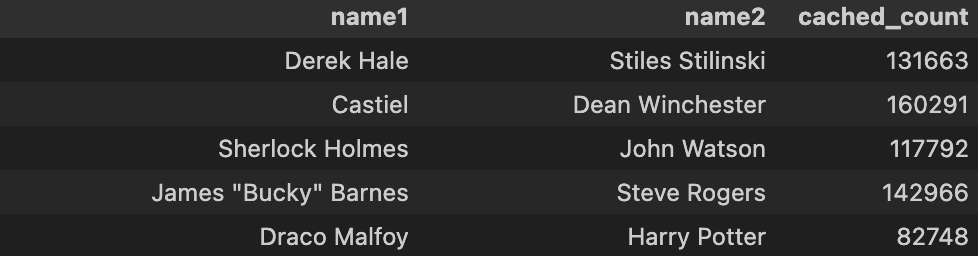 name1 name2 cached_count
Derek Hale Stiles Stilinski 131663
Castiel Dean Winchester 160291
Sherlock Holmes John Watson 117792
James "Bucky" Barnes Steve Rogers 142966
Draco Malfoy Harry Potter 82748